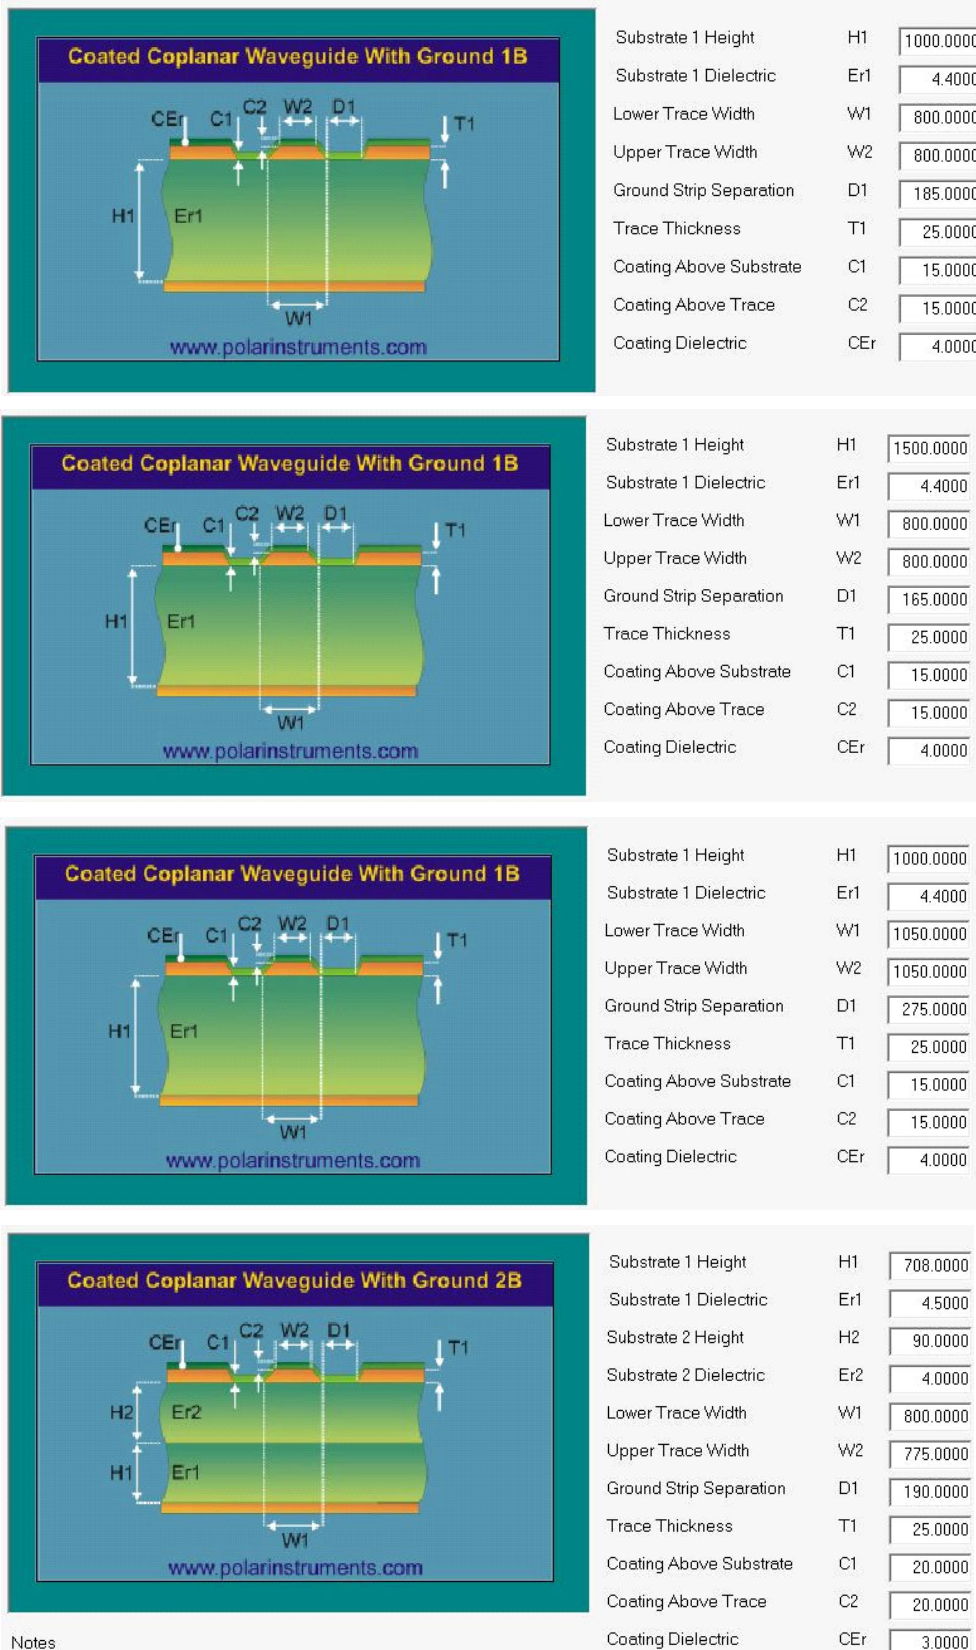 Coated Coplanar Waveguide With Ground 1B
CEr C1 C2 W2 D1 T1
H1 Er1
W1
www.polarinstruments.com
Substrate 1 Height H1 1000.0000
Substrate 1 Dielectric Er1 4.4000
Lower Trace Width W1 800.0000
Upper Trace Width W2 800.0000
Ground Strip Separation D1 185.0000
Trace Thickness T1 25.0000
Coating Above Substrate C1 15.0000
Coating Above Trace C2 15.0000
Coating Dielectric CEr 4.0000
Coated Coplanar Waveguide With Ground 1B
CEr C1 C2 W2 D1 T1
H1 Er1
W1
www.polarinstruments.com
Substrate 1 Height H1 1500.0000
Substrate 1 Dielectric Er1 4.4000
Lower Trace Width W1 800.0000
Upper Trace Width W2 800.0000
Ground Strip Separation D1 165.0000
Trace Thickness T1 25.0000
Coating Above Substrate C1 15.0000
Coating Above Trace C2 15.0000
Coating Dielectric CEr 4.0000
Coated Coplanar Waveguide With Ground 1B
CEr C1 C2 W2 D1 T1
H1 Er1
W1
www.polarinstruments.com
Substrate 1 Height H1 1000.0000
Substrate 1 Dielectric Er1 4.4000
Lower Trace Width W1 1050.0000
Upper Trace Width W2 1050.0000
Ground Strip Separation D1 275.0000
Trace Thickness T1 25.0000
Coating Above Substrate C1 15.0000
Coating Above Trace C2 15.0000
Coating Dielectric CEr 4.0000
Coated Coplanar Waveguide With Ground 2B
CEr C1 C2 W2 D1 T1
H2 Er2
H1 Er1
W1
www.polarinstruments.com
Notes
Substrate 1 Height H1 708.0000
Substrate 1 Dielectric Er1 4.5000
Substrate 2 Height H2 90.0000
Substrate 2 Dielectric Er2 4.0000
Lower Trace Width W1 800.0000
Upper Trace Width W2 775.0000
Ground Strip Separation D1 190.0000
Trace Thickness T1 25.0000
Coating Above Substrate C1 20.0000
Coating Above Trace C2 20.0000
Coating Dielectric CEr 3.0000